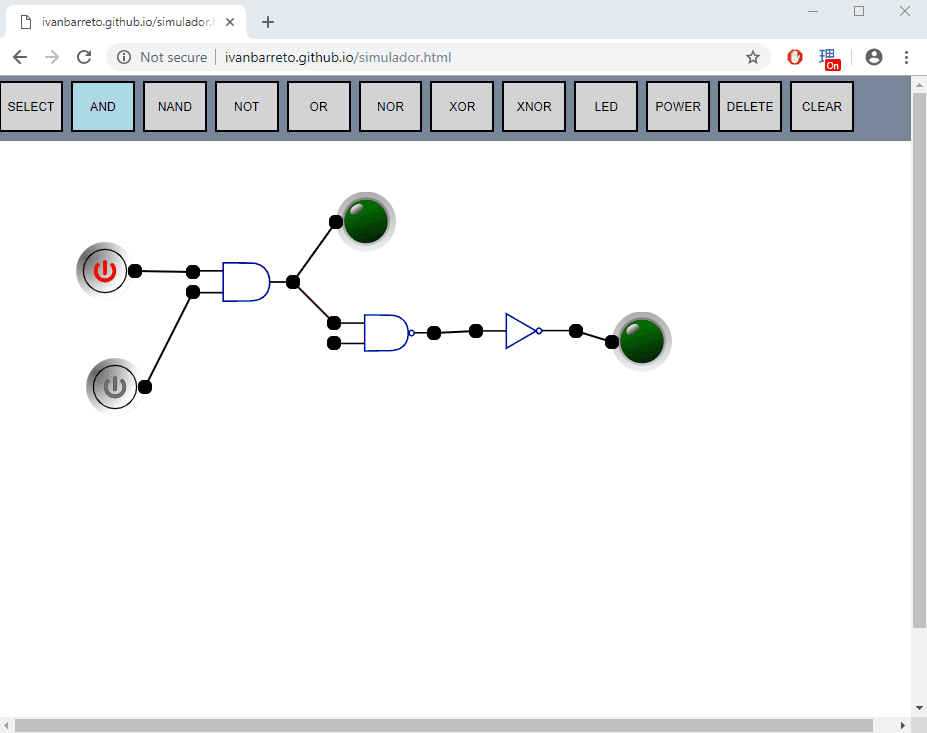 ivanbarreto.github.io/simulador.h
Not secure
ivanbarreto.github.io/simulador.html
On
SELECT
AND
NAND
NOT
OR
NOR
XOR
XNOR
LED
POWER
DELETE
CLEAR